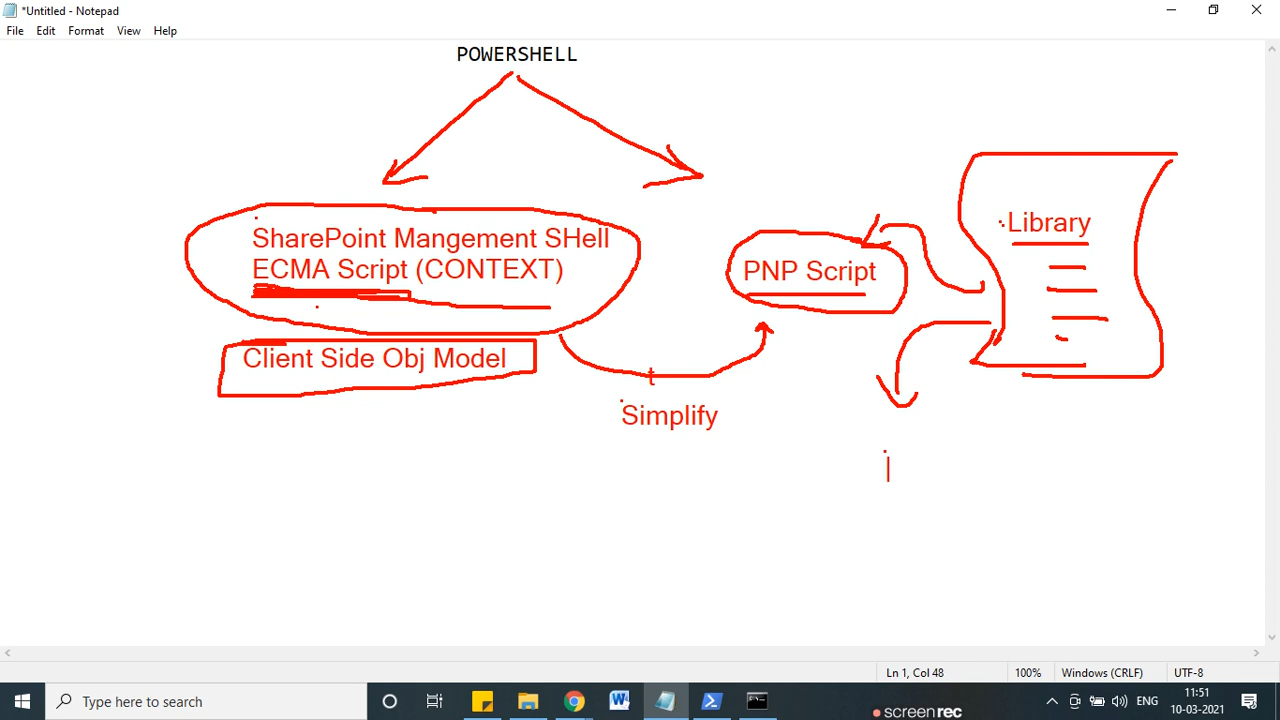 *Untitled - Notepad
File Edit Format View Help
POWERSHELL
SharePoint Mangement SHell
ECMA Script (CONTEXT)
Client Side Obj Model
t
Simplify
PNP Script
Library
Ln 1, Col 48 100% Windows (CRLF) UTF-8
Type here to search
ENG
11:51
10-03-2021
screenrec